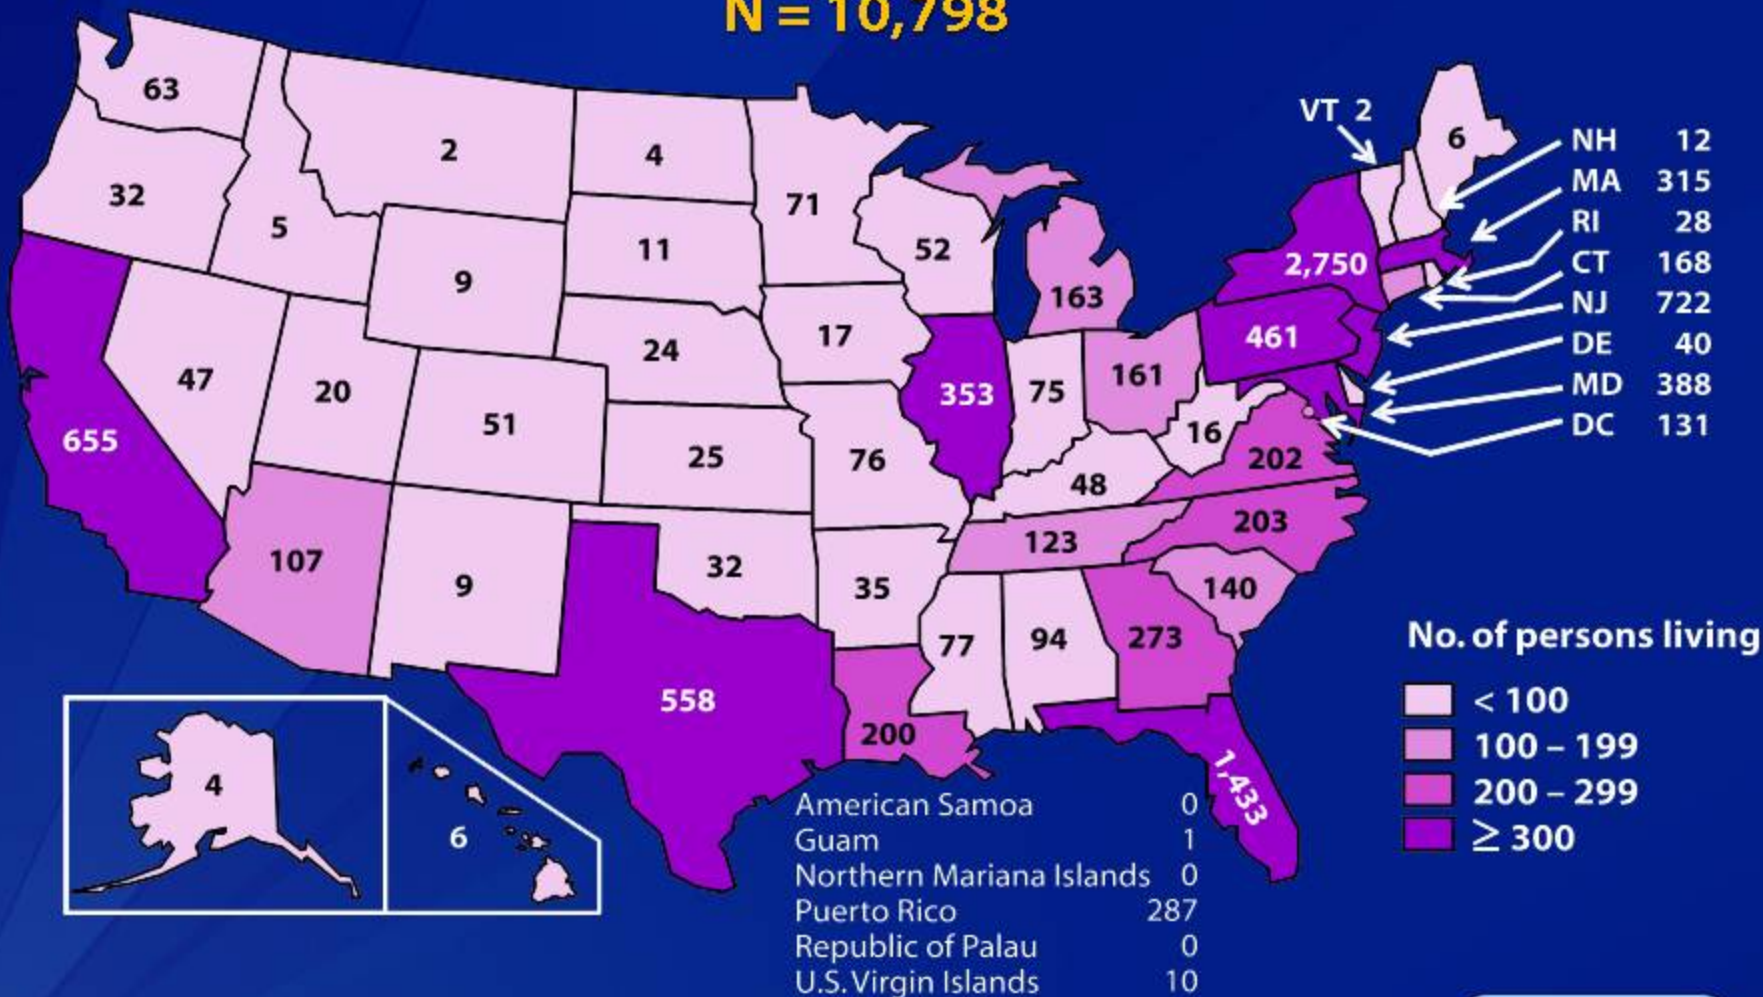 N = 10,798
63
2
4
VT 2
6
NH 12
MA 315
RI 28
CT 168
NJ 722
DE 40
MD 388
DC 131
32
5
9
11
71
52
163
2,750
461
47
20
51
24
17
353
75
161
16
202
655
107
9
25
76
48
123
203
32
35
77
94
273
140
558
200
1,433
4
6
No. of persons living
< 100
100 – 199
200 – 299
≥ 300
American Samoa 0
Guam 1
Northern Mariana Islands 0
Puerto Rico 287
Republic of Palau 0
U.S. Virgin Islands 10